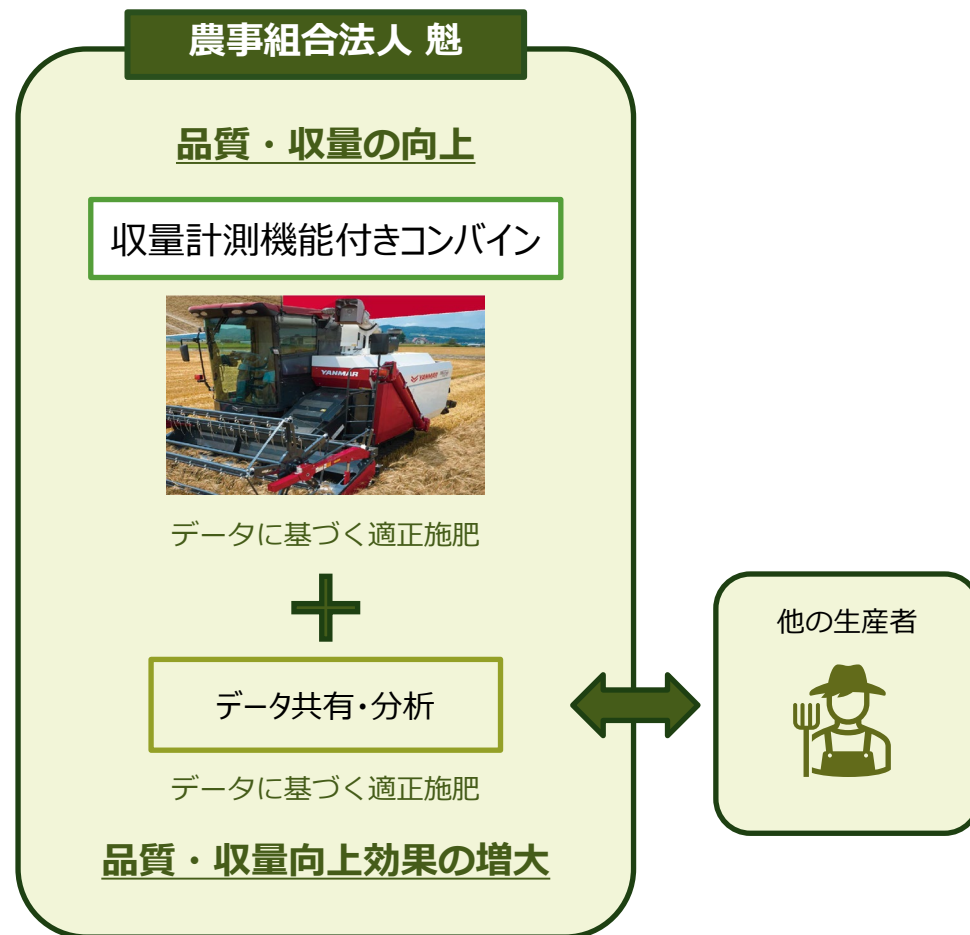 農事組合法人 魁
品質・収量の向上
収量計測機能付きコンバイン
YANMAR
YANMAR
データに基づく適正施肥
他の生産者
データ共有・分析
データに基づく適正施肥
品質・収量向上効果の増大